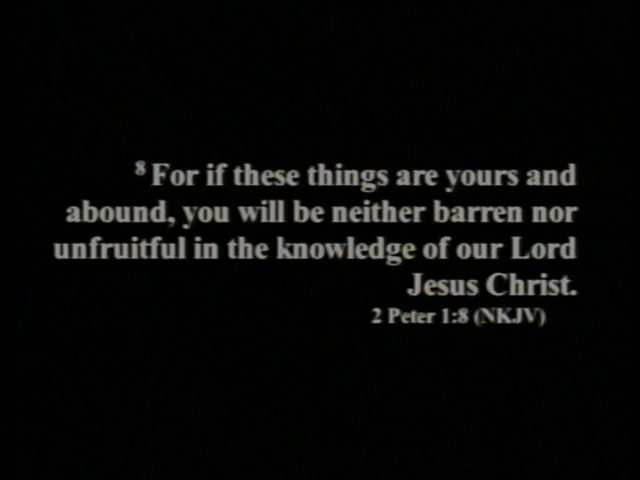 8 For if these things are yours and
abound, you will be neither barren nor
unfruitful in the knowledge of our Lord
Jesus Christ.
2 Peter 1:8 (NKJV)